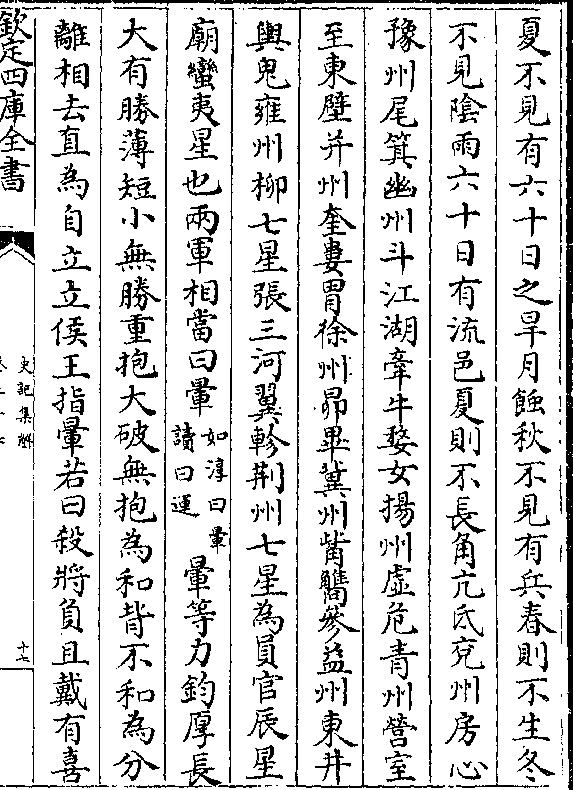 夏不見有六十日之旱月蝕秋不見有兵春則不生冬
不見陰雨六十日有流邑夏則不長角亢氐兗州房心
豫州尾箕幽州斗江湖牽牛婺女揚州虛危青州營室
至東壁并州奎婁胃徐州昴畢冀州觜觿參益州東井
輿鬼雍州柳七星張三河翼軫荆州七星為員官辰星
廟蠻夷星也兩軍相當曰暈如淳曰暈讀曰運暈等力鈞厚長
大有勝薄短小無勝重抱大破無抱為和背不和為分
離相去直為自立立侯王指暈若曰殺將負且戴有喜
欽定四庫全書
史記集解
卷二十七
十七